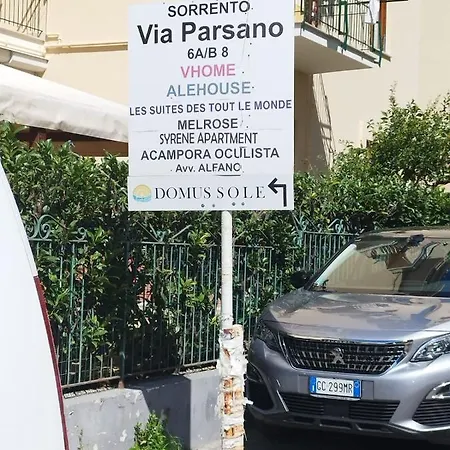 SORRENTO
Via Parsano
6A/B 8
VHOME
ALEHOUSE
LES SUITES DES TOUT LE MONDE
MELROSE
SYRENE APARTMENT
ACAMPORA OCULISTA
Avv. ALFANO
DOMUS SOLE
GC 299MR